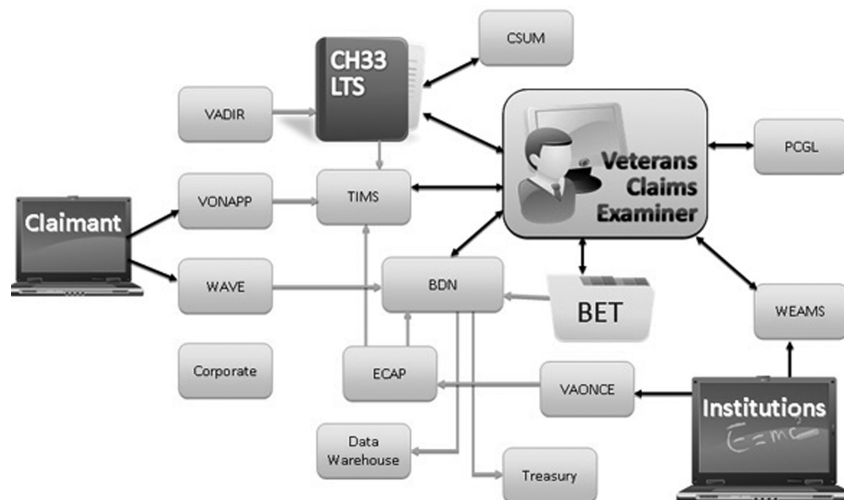 CSUM
CH33
LTS
VADIR
Veterans
Claims
Examiner
PCGL
Claimant
VONAPP
TIMS
WAVE
BDN
BET
WEAMS
Corporate
ECAP
VAONCE
Institutions
E=mc²
Data
Warehouse
Treasury